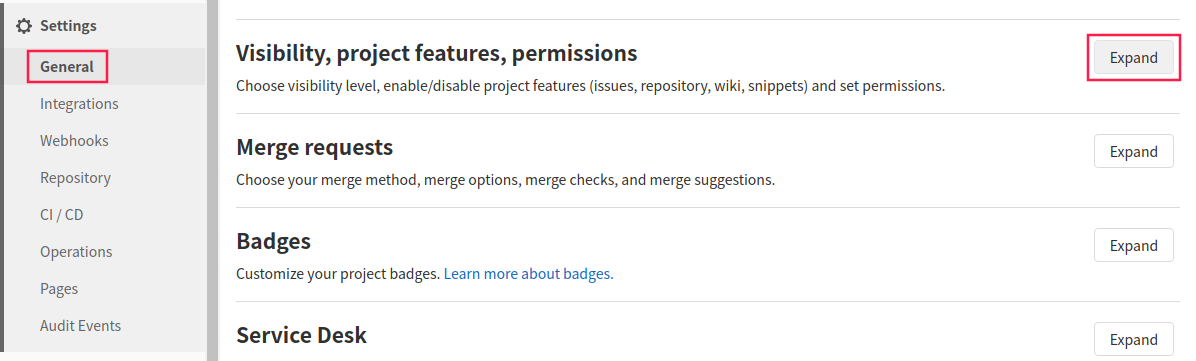 Settings
General
Integrations
Webhooks
Repository
CI / CD
Operations
Pages
Audit Events
Visibility, project features, permissions
Expand
Choose visibility level, enable/disable project features (issues, repository, wiki, snippets) and set permissions.
Merge requests
Expand
Choose your merge method, merge options, merge checks, and merge suggestions.
Badges
Expand
Customize your project badges. Learn more about badges.
Service Desk
Expand